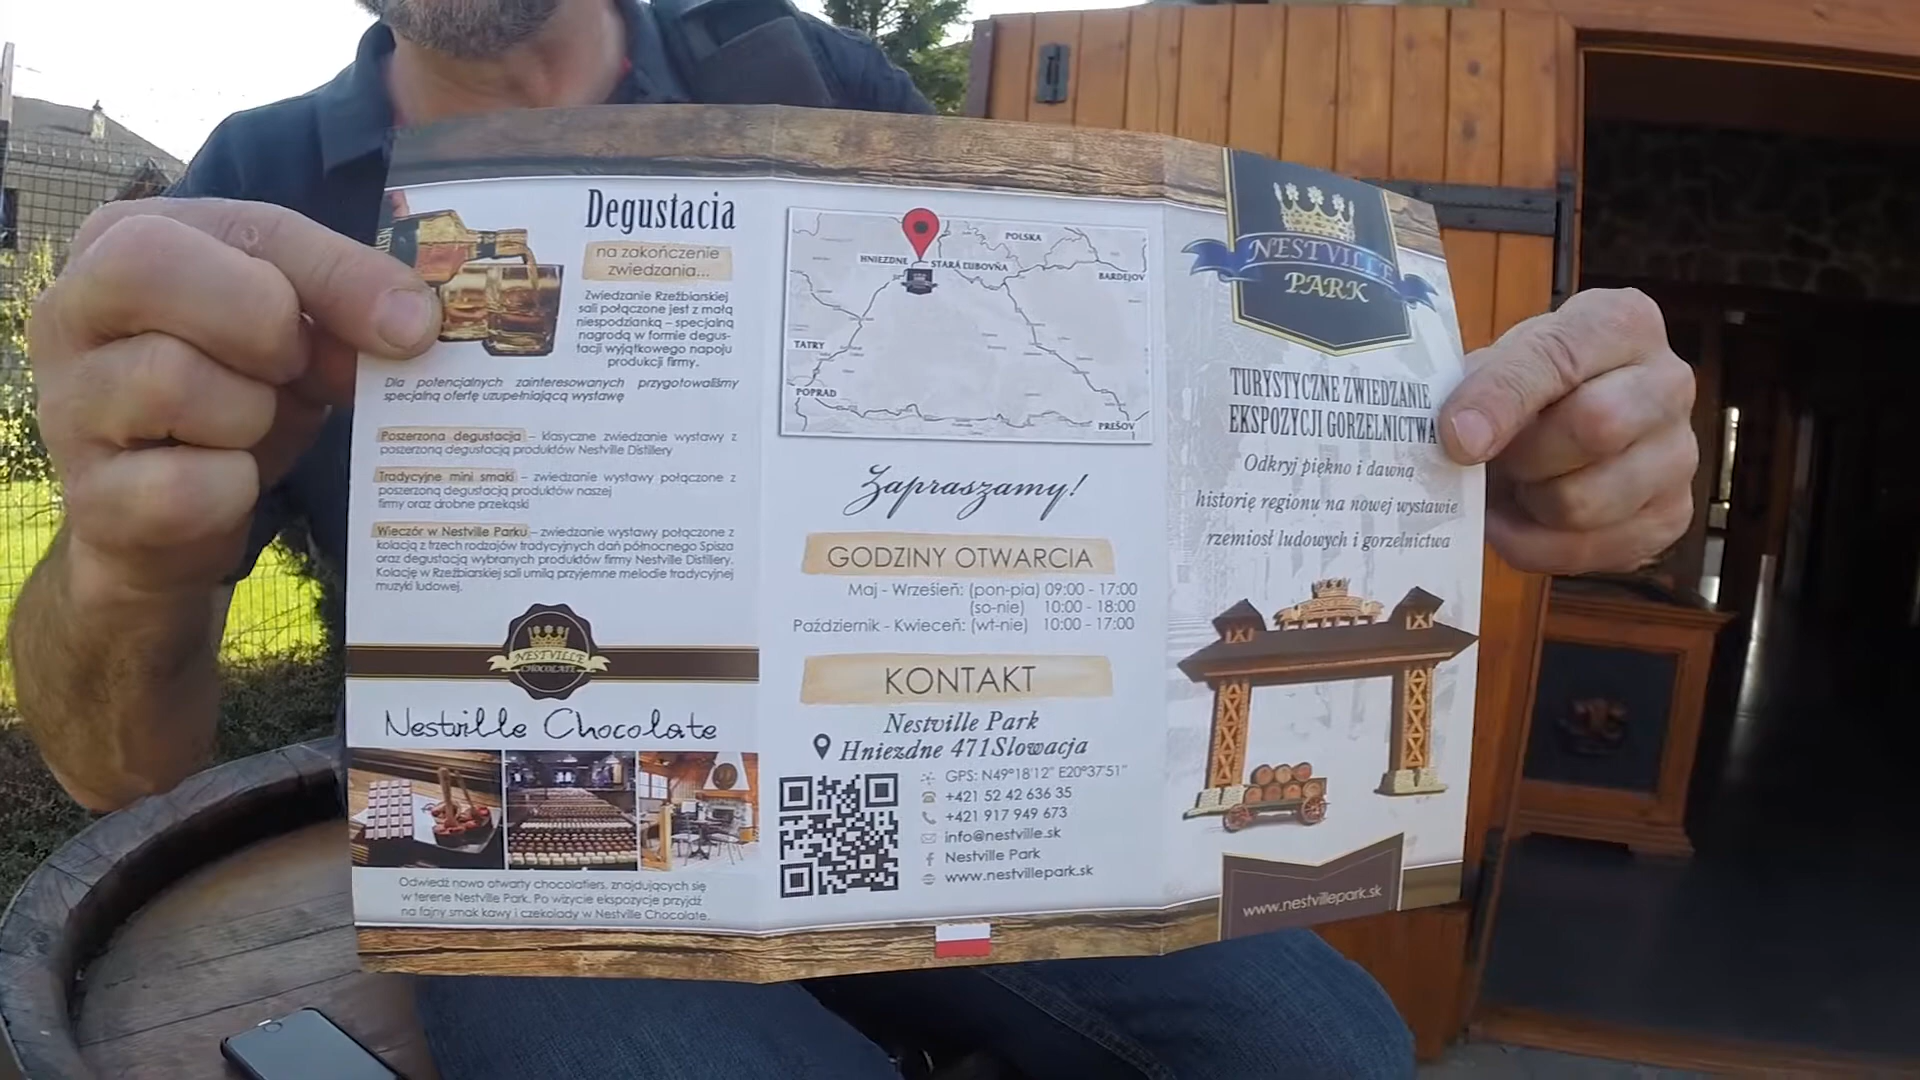 Degustacia
na zakończenie
zwiedzania...
Zwiedzanie Rzeźbiarskiej
sali połączone jest z małą
niespodzianką – specjalną
nagrodą w formie degus-
tacji wyjątkowego napoju
produkcji firmy.
Dla potencjalnych zainteresowanych przygotowaliśmy
specjalną ofertę uzupełniającą wystawę
Poszerzona degustacja – klasyczne zwiedzanie wystawy z
poszerzoną degustacją produktów Nestville Distillery
Tradycyjne mini smaki – zwiedzanie wystawy połączone z
poszerzoną degustacją produktów naszej
firmy oraz drobne przekąski
Wieczór w Nestville Parku – zwiedzanie wystawy połączone z
kolacją z trzech rodzajów tradycyjnych dań północnego Spisza
oraz degustacją wybranych produktów firmy Nestville Distillery.
Kolację w Rzeźbiarskiej sali umilą przyjemne melodie tradycyjnej
muzyki ludowej.
NESTVILLE
CHOCOLATE
Nestville Chocolate
Odwiedź nowo otwarty chocolatiers, znajdujących się
w terene Nestville Park. Po wizycie ekspozycje przyjdź
na fajny smak kawy i czekolady w Nestville Chocolate.
POLSKA
HNIEZDNE
STARÁ ĽUBOVŇA
BARDEJOV
TATRY
POPRAD
PREŠOV
Zapraszamy!
GODZINY OTWARCIA
Maj - Wrześień: (pon-pia) 09:00 - 17:00
(so-nie) 10:00 - 18:00
Październik - Kwiecień: (wt-nie) 10:00 - 17:00
KONTAKT
Nestville Park
Hniezdne 471Slowacja
GPS: N49°18'12" E20°37'51"
+421 52 42 636 35
+421 917 949 673
info@nestville.sk
Nestville Park
www.nestvillepark.sk
NESTVILLE
PARK
TURYSTYCZNE ZWIEDZANIE
EKSPOZYCJI GORZELNICTWA
Odkryj piękno i dawną
historię regionu na nowej wystawie
rzemiosł ludowych i gorzelnictwa
www.nestvillepark.sk